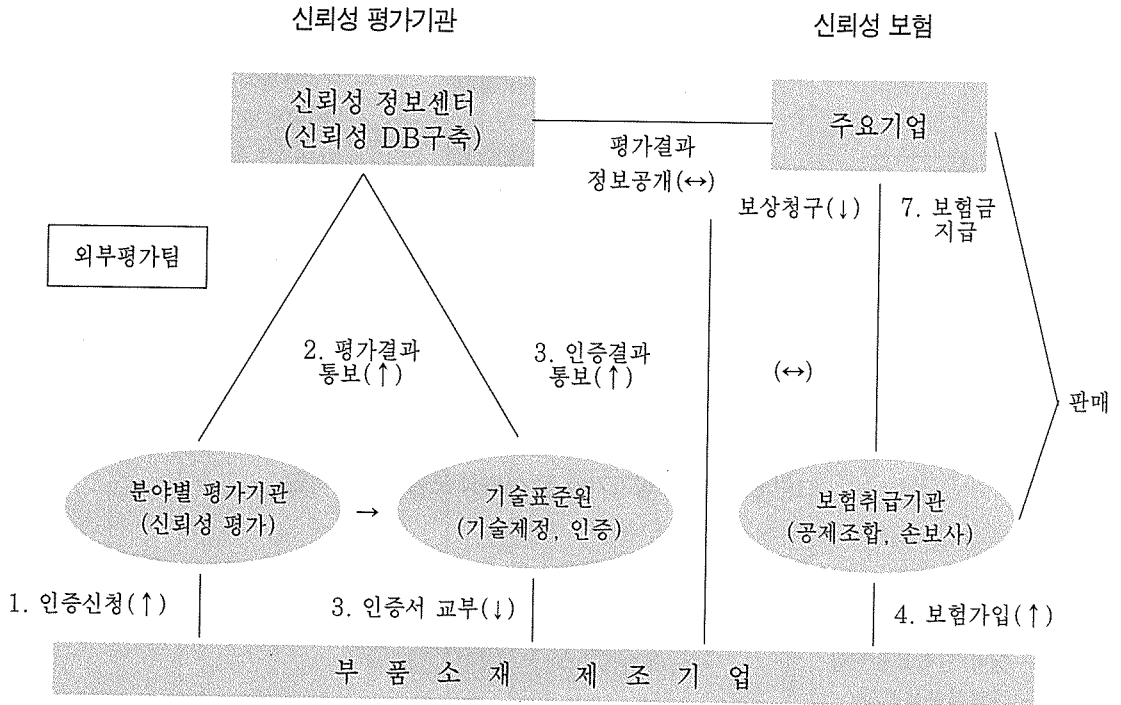 신뢰성 평가기관
신뢰성 보험
신뢰성 정보센터
(신뢰성 DB구축)
주요기업
평가결과
정보공개(↔)
보상청구(↓)
7. 보험금
지급
외부평가팀
2. 평가결과
통보(↑)
3. 인증결과
통보(↑)
(↔)
판매
분야별 평가기관
(신뢰성 평가)
→
기술표준원
(기술제정, 인증)
보험취급기관
(공제조합, 손보사)
1. 인증신청(↑)
3. 인증서 교부(↓)
4. 보험가입(↑)
부 품 소 재 제 조 기 업